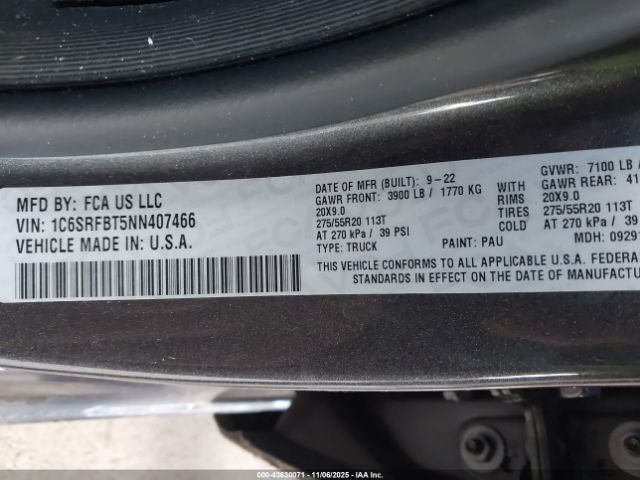 MFD BY: FCA US LLC
VIN: 1C6SRFBT5NN407466
VEHICLE MADE IN: U.S.A.
DATE OF MFR (BUILT): 9-22 GVWR: 7100 LB /
GAWR FRONT: 3900 LB / 1770 KG WITH GAWR REAR: 41
20X9.0 RIMS 20X9.0
275/55R20 113T TIRES 275/55R20 113T
AT 270 kPa / 39 PSI COLD AT 270 kPa / 39
TYPE: TRUCK PAINT: PAU MDH: 0929
THIS VEHICLE CONFORMS TO ALL APPLICABLE U.S.A. FEDERAL
STANDARDS IN EFFECT ON THE DATE OF MANUFACTUR
000-43630071 - 11/06/2025 - IAA Inc.